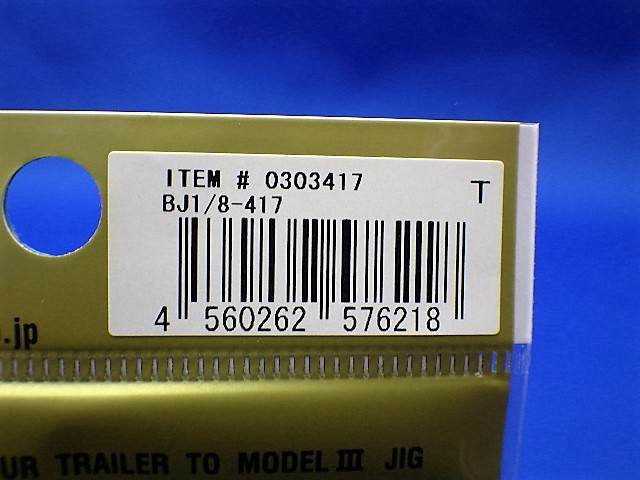 ITEM # 0303417
BJ1/8-417
T
4 560262 576218
.jp
UR TRAILER TO MODEL III JIG